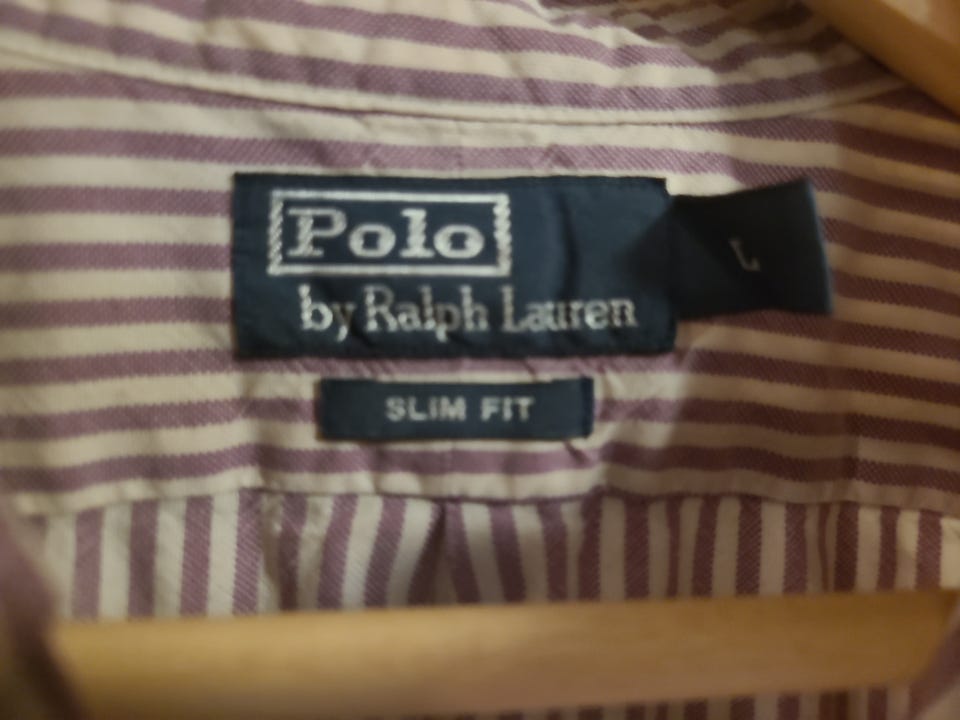 Polo
by Ralph Lauren
L
SLIM FIT